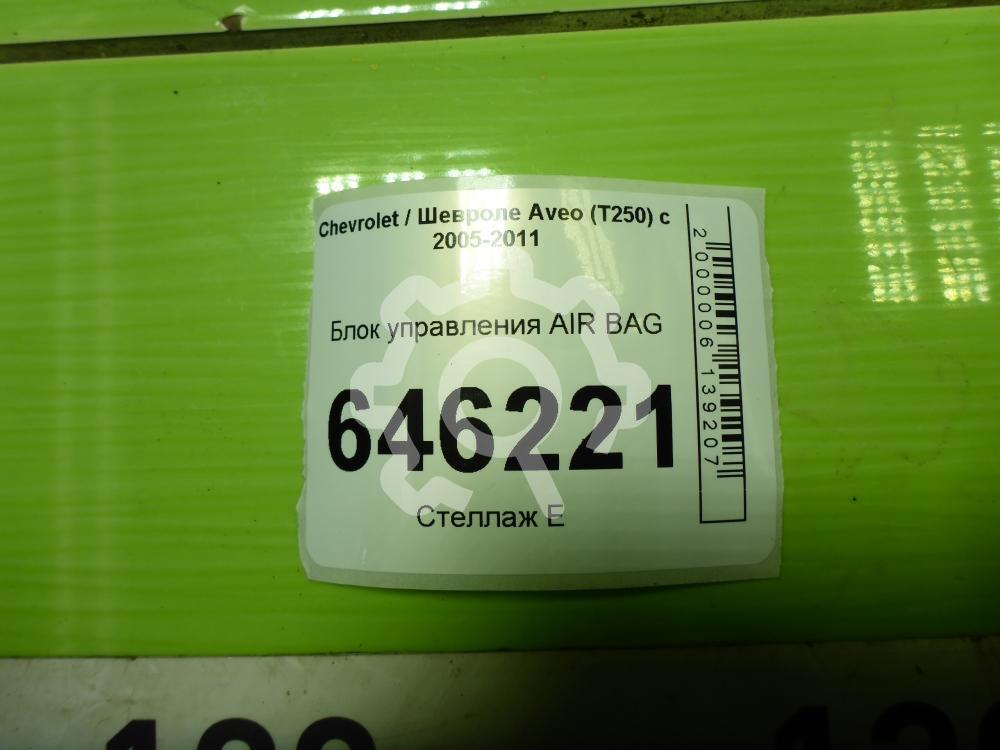 Chevrolet / Шевроле Aveo (T250) с
2005-2011
Блок управления AIR BAG
646221
Стеллаж Е
2000006139207